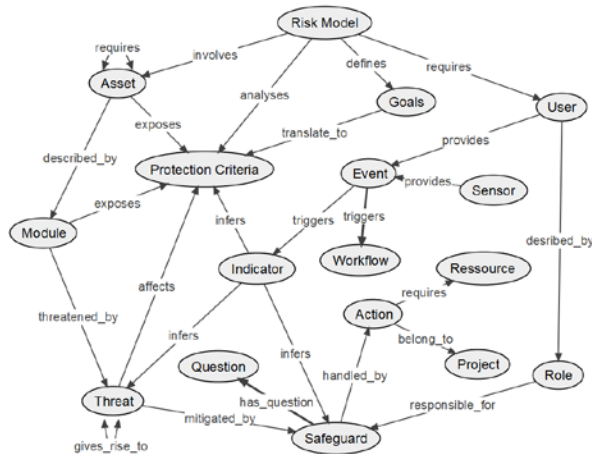 Risk Model
requires
involves
defines
requires
Asset
analyses
Goals
User
exposes
translate_to
provides
described_by
Protection Criteria
Event
provides
Sensor
exposes
infers
triggers
triggers
Module
desribed_by
Indicator
Workflow
Ressource
affects
requires
Action
threatened_by
belong_to
infers
infers
Question
Project
handled_by
Role
Threat
has_question
responsible_for
mitigated_by
Safeguard
gives_rise_to